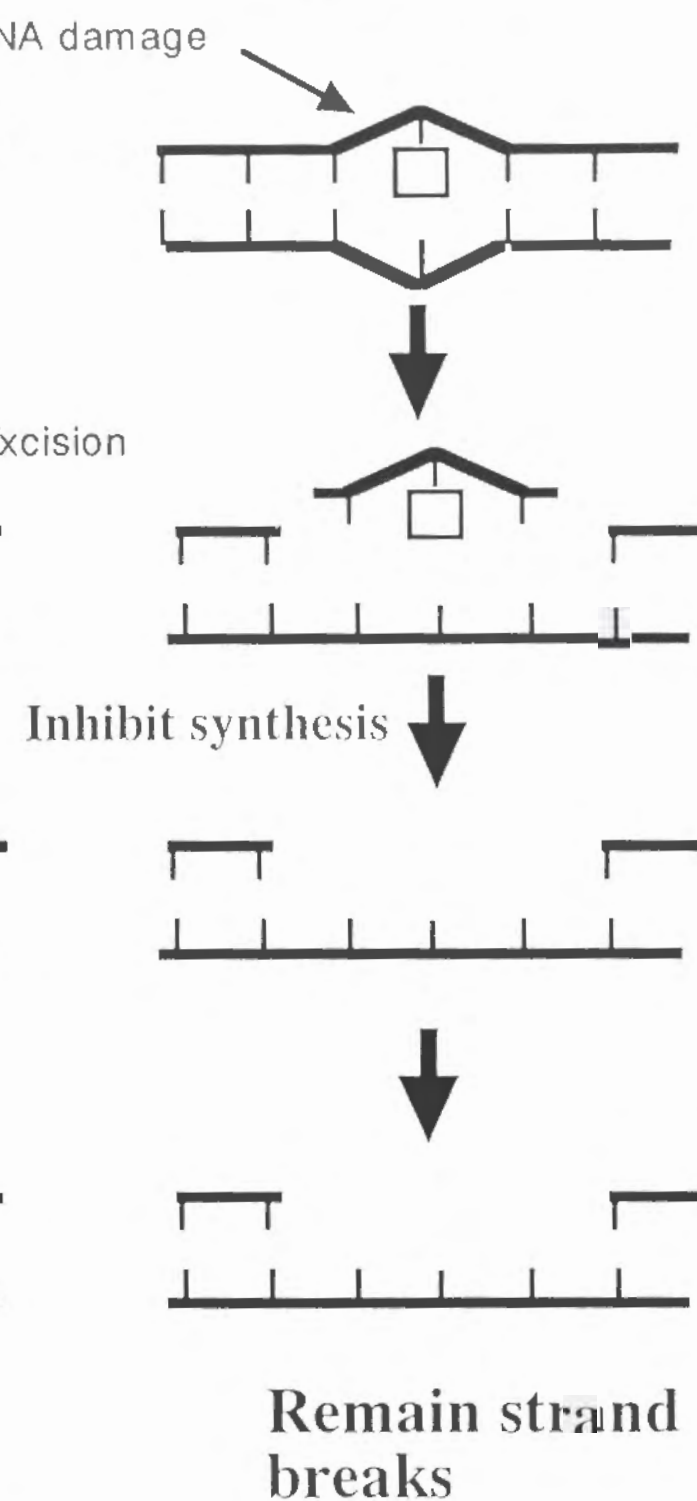 NA damage
xcision
Inhibit synthesis
Remain strand
breaks